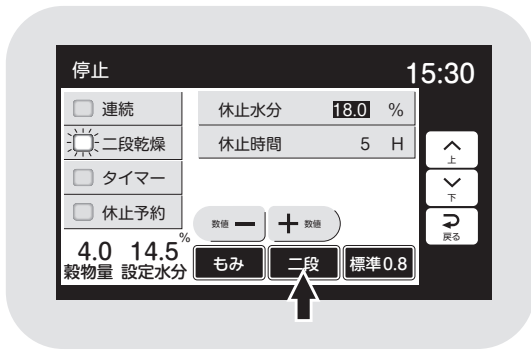 停止 15:30
連続
二段乾燥
タイマー
休止予約
休止水分 18.0 %
休止時間 5 H
上
下
戻る
数値 － ＋ 数値
4.0 14.5%
穀物量 設定水分
もみ 二段 標準0.8